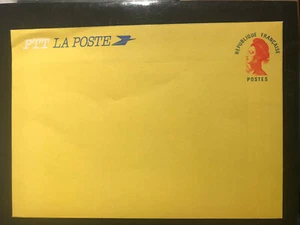 PTT LA POSTE
REPUBLIQUE FRANÇAISE
POSTES